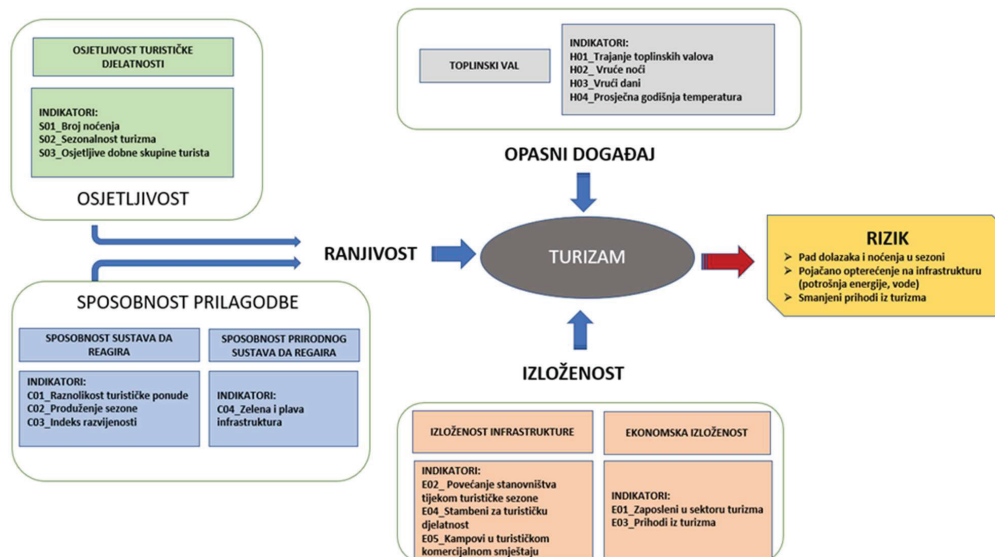 OSJETLJIVOST TURISTIČKE
DJELATNOSTI
INDIKATORI:
S01_Broj noćenja
S02_Sezonalnost turizma
S03_Osjetljive dobne skupine turista
OSJETLJIVOST
TOPLINSKI VAL
INDIKATORI:
H01_Trajanje toplinskih valova
H02_ Vruće noći
H03_Vrući dani
H04_Prosječna godišnja temperatura
OPASNI DOGAĐAJ
RANJIVOST
TURIZAM
RIZIK
➢ Pad dolazaka i noćenja u sezoni
➢ Pojačano opterećenje na infrastrukturu
(potrošnja energije, vode)
➢ Smanjeni prihodi iz turizma
SPOSOBNOST PRILAGODBE
SPOSOBNOST SUSTAVA DA
REAGIRA
INDIKATORI:
C01_Raznolikost turističke ponude
C02_Produženje sezone
C03_Indeks razvijenosti
SPOSOBNOST PRIRODNOG
SUSTAVA DA REGAIRA
INDIKATORI:
C04_Zelena i plava
infrastruktura
IZLOŽENOST
IZLOŽENOST INFRASTRUKTURE
INDIKATORI:
E02_ Povećanje stanovništva
tijekom turističke sezone
E04_Stambeni za turističku
djelatnost
E05_Kampovi u turističkom
komercijalnom smještaju
EKONOMSKA IZLOŽENOST
INDIKATORI:
E01_Zaposleni u sektoru turizma
E03_Prihodi iz turizma